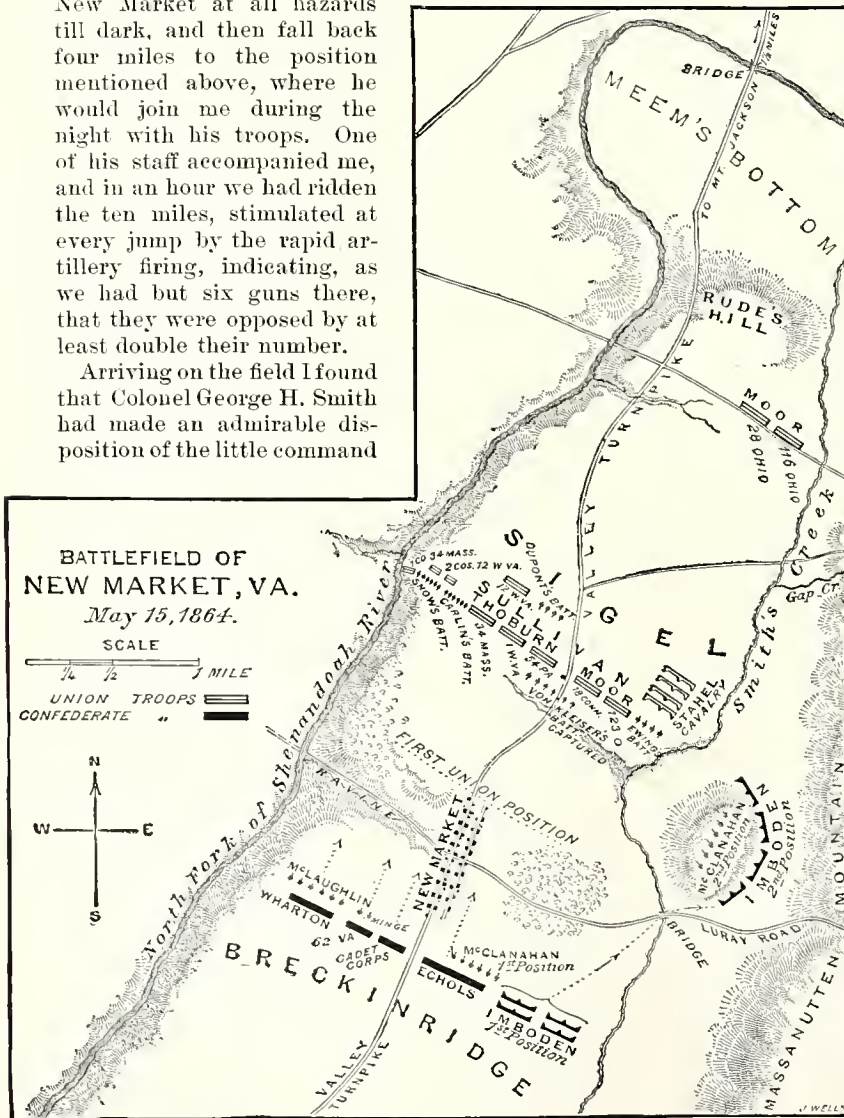 New Market at all hazards
till dark, and then fall back
four miles to the position
mentioned above, where he
would join me during the
night with his troops. One
of his staff accompanied me,
and in an hour we had ridden
the ten miles, stimulated at
every jump by the rapid ar-
tillery firing, indicating, as
we had but six guns there,
that they were opposed by at
least double their number.
Arriving on the field I found
that Colonel George H. Smith
had made an admirable dis-
position of the little command
BRIDGE
MEEM'S BOTTOM
TO MT. JACKSON
MILES
RUDE'S
HILL
MOOR
28 OHIO
116 OHIO
VALLEY TURNPIKE
Smith's Creek
Gap Cr.
BATTLEFIELD OF
NEW MARKET, VA.
May 15, 1864.
SCALE
1/4 1/2 1 MILE
UNION TROOPS
CONFEDERATE "
N
W E
S
North Fork of Shenandoah River
SIGEL
SULLIVAN
34 MASS.
2 COS. 12 W VA.
DUPONT'S BATT.
12 W. VA.
SNOW'S BATT.
CARLIN'S BATT.
THOBURN
34 MASS.
1 W. VA
54 PA
MOOR
18 CONN.
123 O
VON KLEISER'S
BATT.
CAPTURED
EWING'S
BATT
STAHEL
CAVALRY
FIRST UNION POSITION
RAVINE
NEW MARKET
McLAUGHLIN
WHARTON
62 VA
CADET
CORPS
BRECKINRIDGE
ECHOLS
McCLANAHAN
1st Position
IMBODEN
1st Position
McCLANAHAN
2nd Position
IMBODEN
2nd Position
BRIDGE
LURAY ROAD
VALLEY
TURNPIKE
MASSANUTTEN
MOUNTAIN
J WELLS